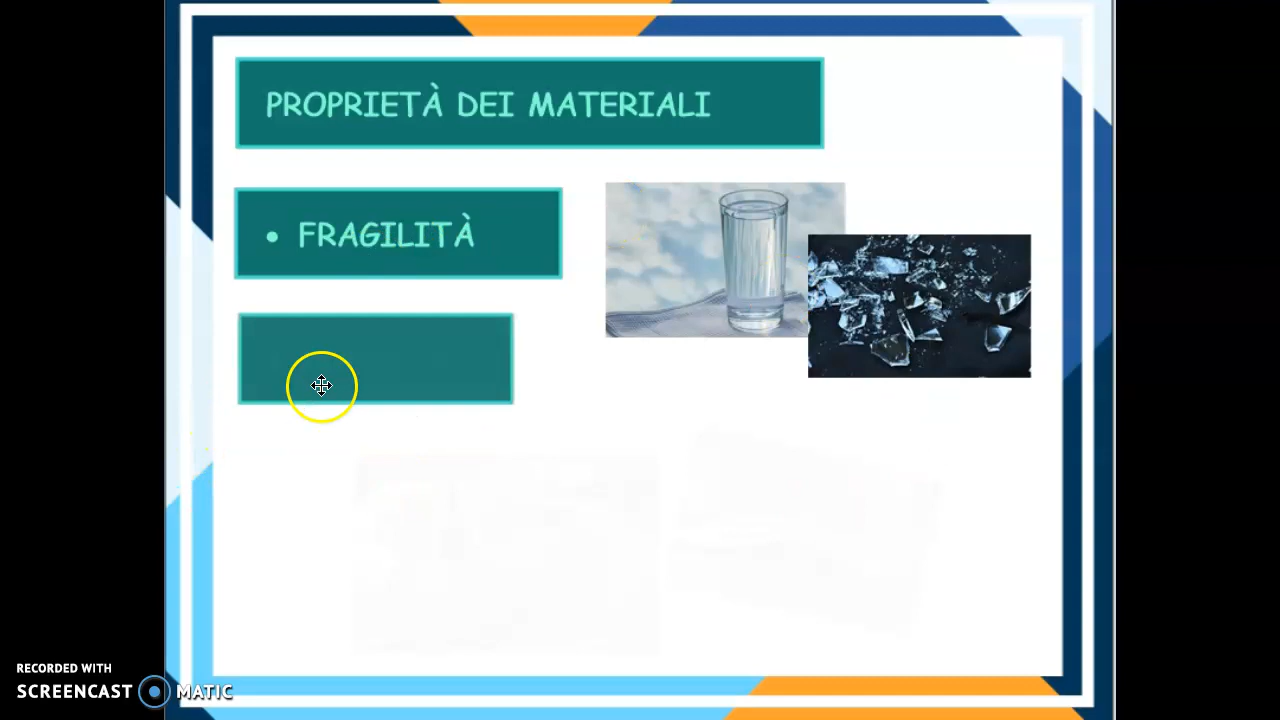 PROPRIETÀ DEI MATERIALI
• FRAGILITÀ
RECORDED WITH
SCREENCAST MATIC